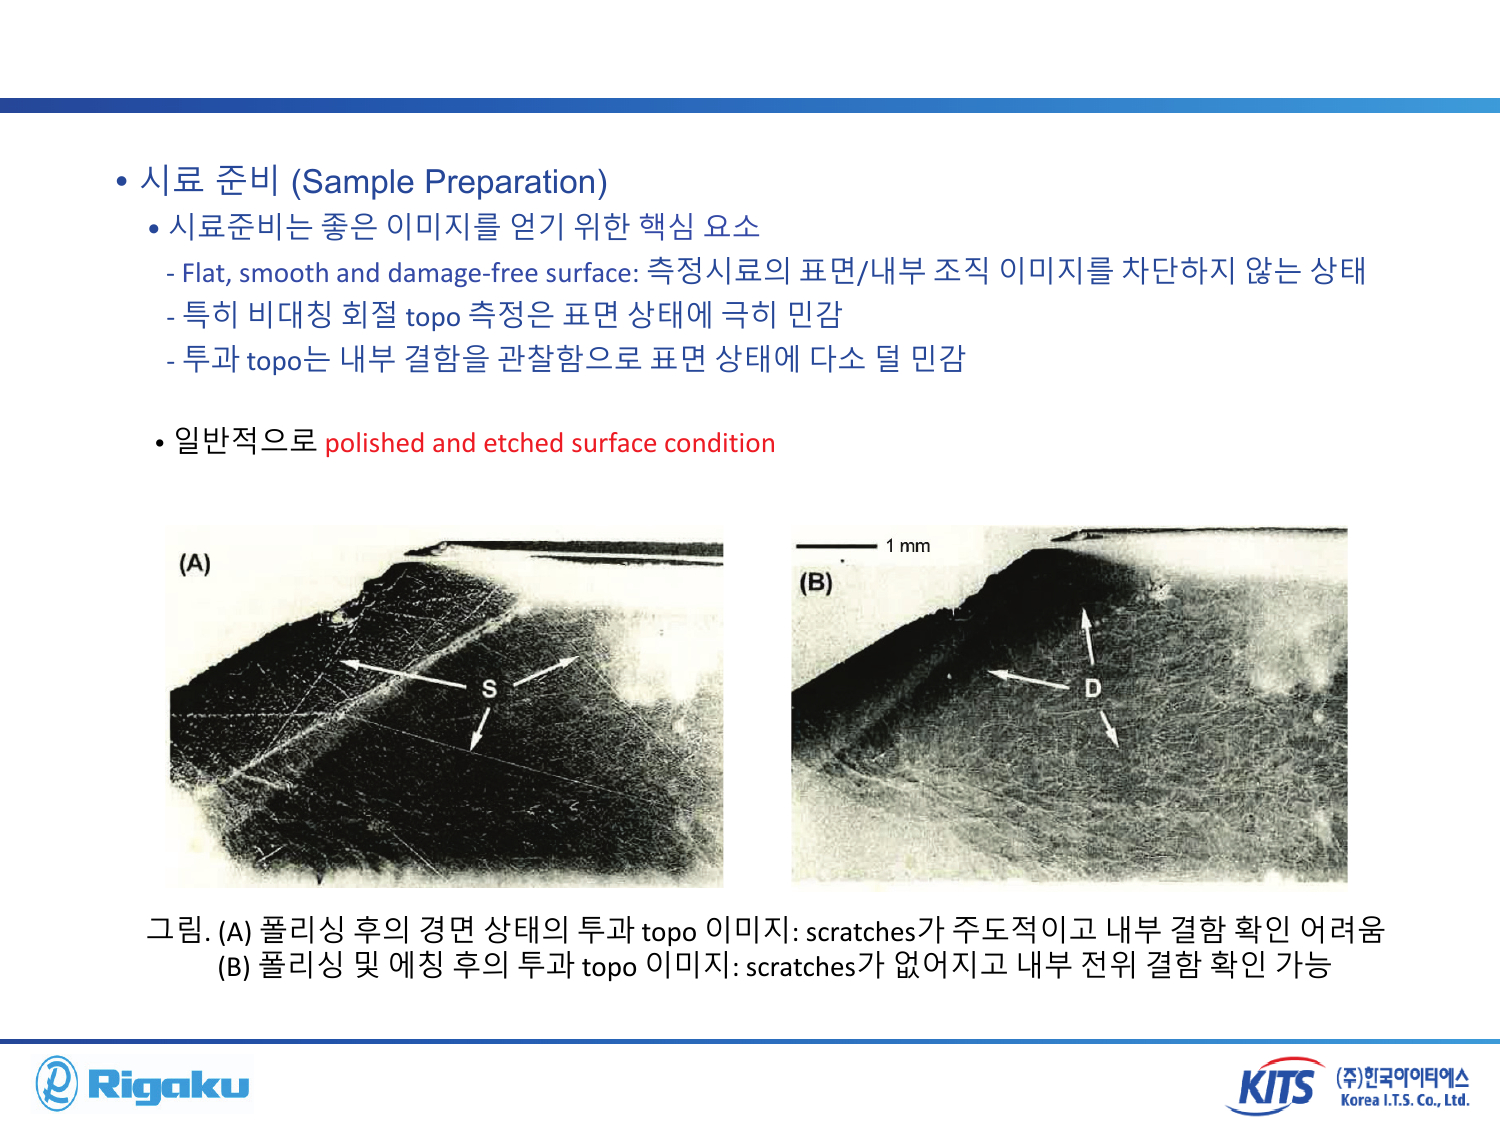 • 시료 준비 (Sample Preparation)
• 시료준비는 좋은 이미지를 얻기 위한 핵심 요소
- Flat, smooth and damage-free surface: 측정시료의 표면/내부 조직 이미지를 차단하지 않는 상태
- 특히 비대칭 회절 topo 측정은 표면 상태에 극히 민감
- 투과 topo는 내부 결함을 관찰함으로 표면 상태에 다소 덜 민감
• 일반적으로 polished and etched surface condition
(A)
S
1 mm
(B)
D
그림. (A) 폴리싱 후의 경면 상태의 투과 topo 이미지: scratches가 주도적이고 내부 결함 확인 어려움
(B) 폴리싱 및 에칭 후의 투과 topo 이미지: scratches가 없어지고 내부 전위 결함 확인 가능
Rigaku
KITS
(주)한국아이티에스
Korea I.T.S. Co., Ltd.